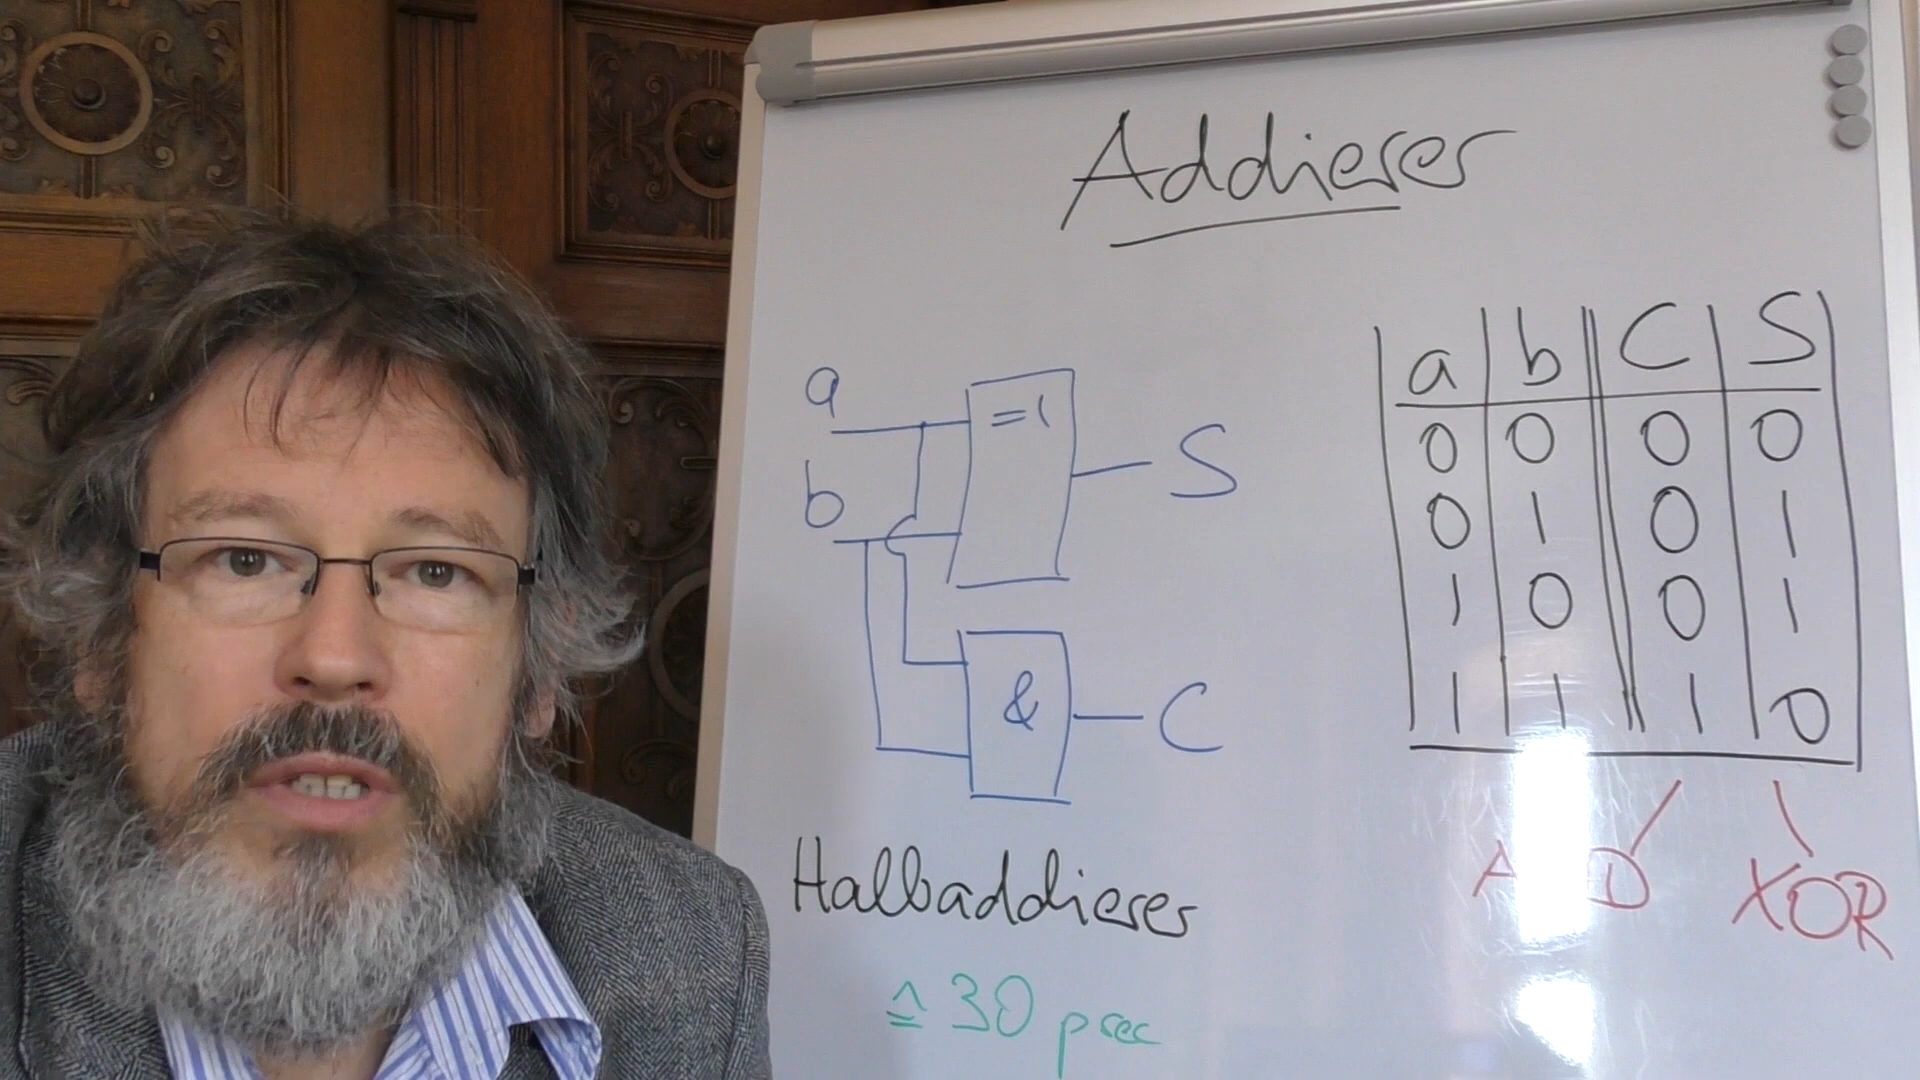 Addierer
a
=1
S
b
&
C
Halbaddierer
≙ 30 psec
a b C S
0 0 0 0
0 1 0 1
1 0 0 1
1 1 1 0
XOR